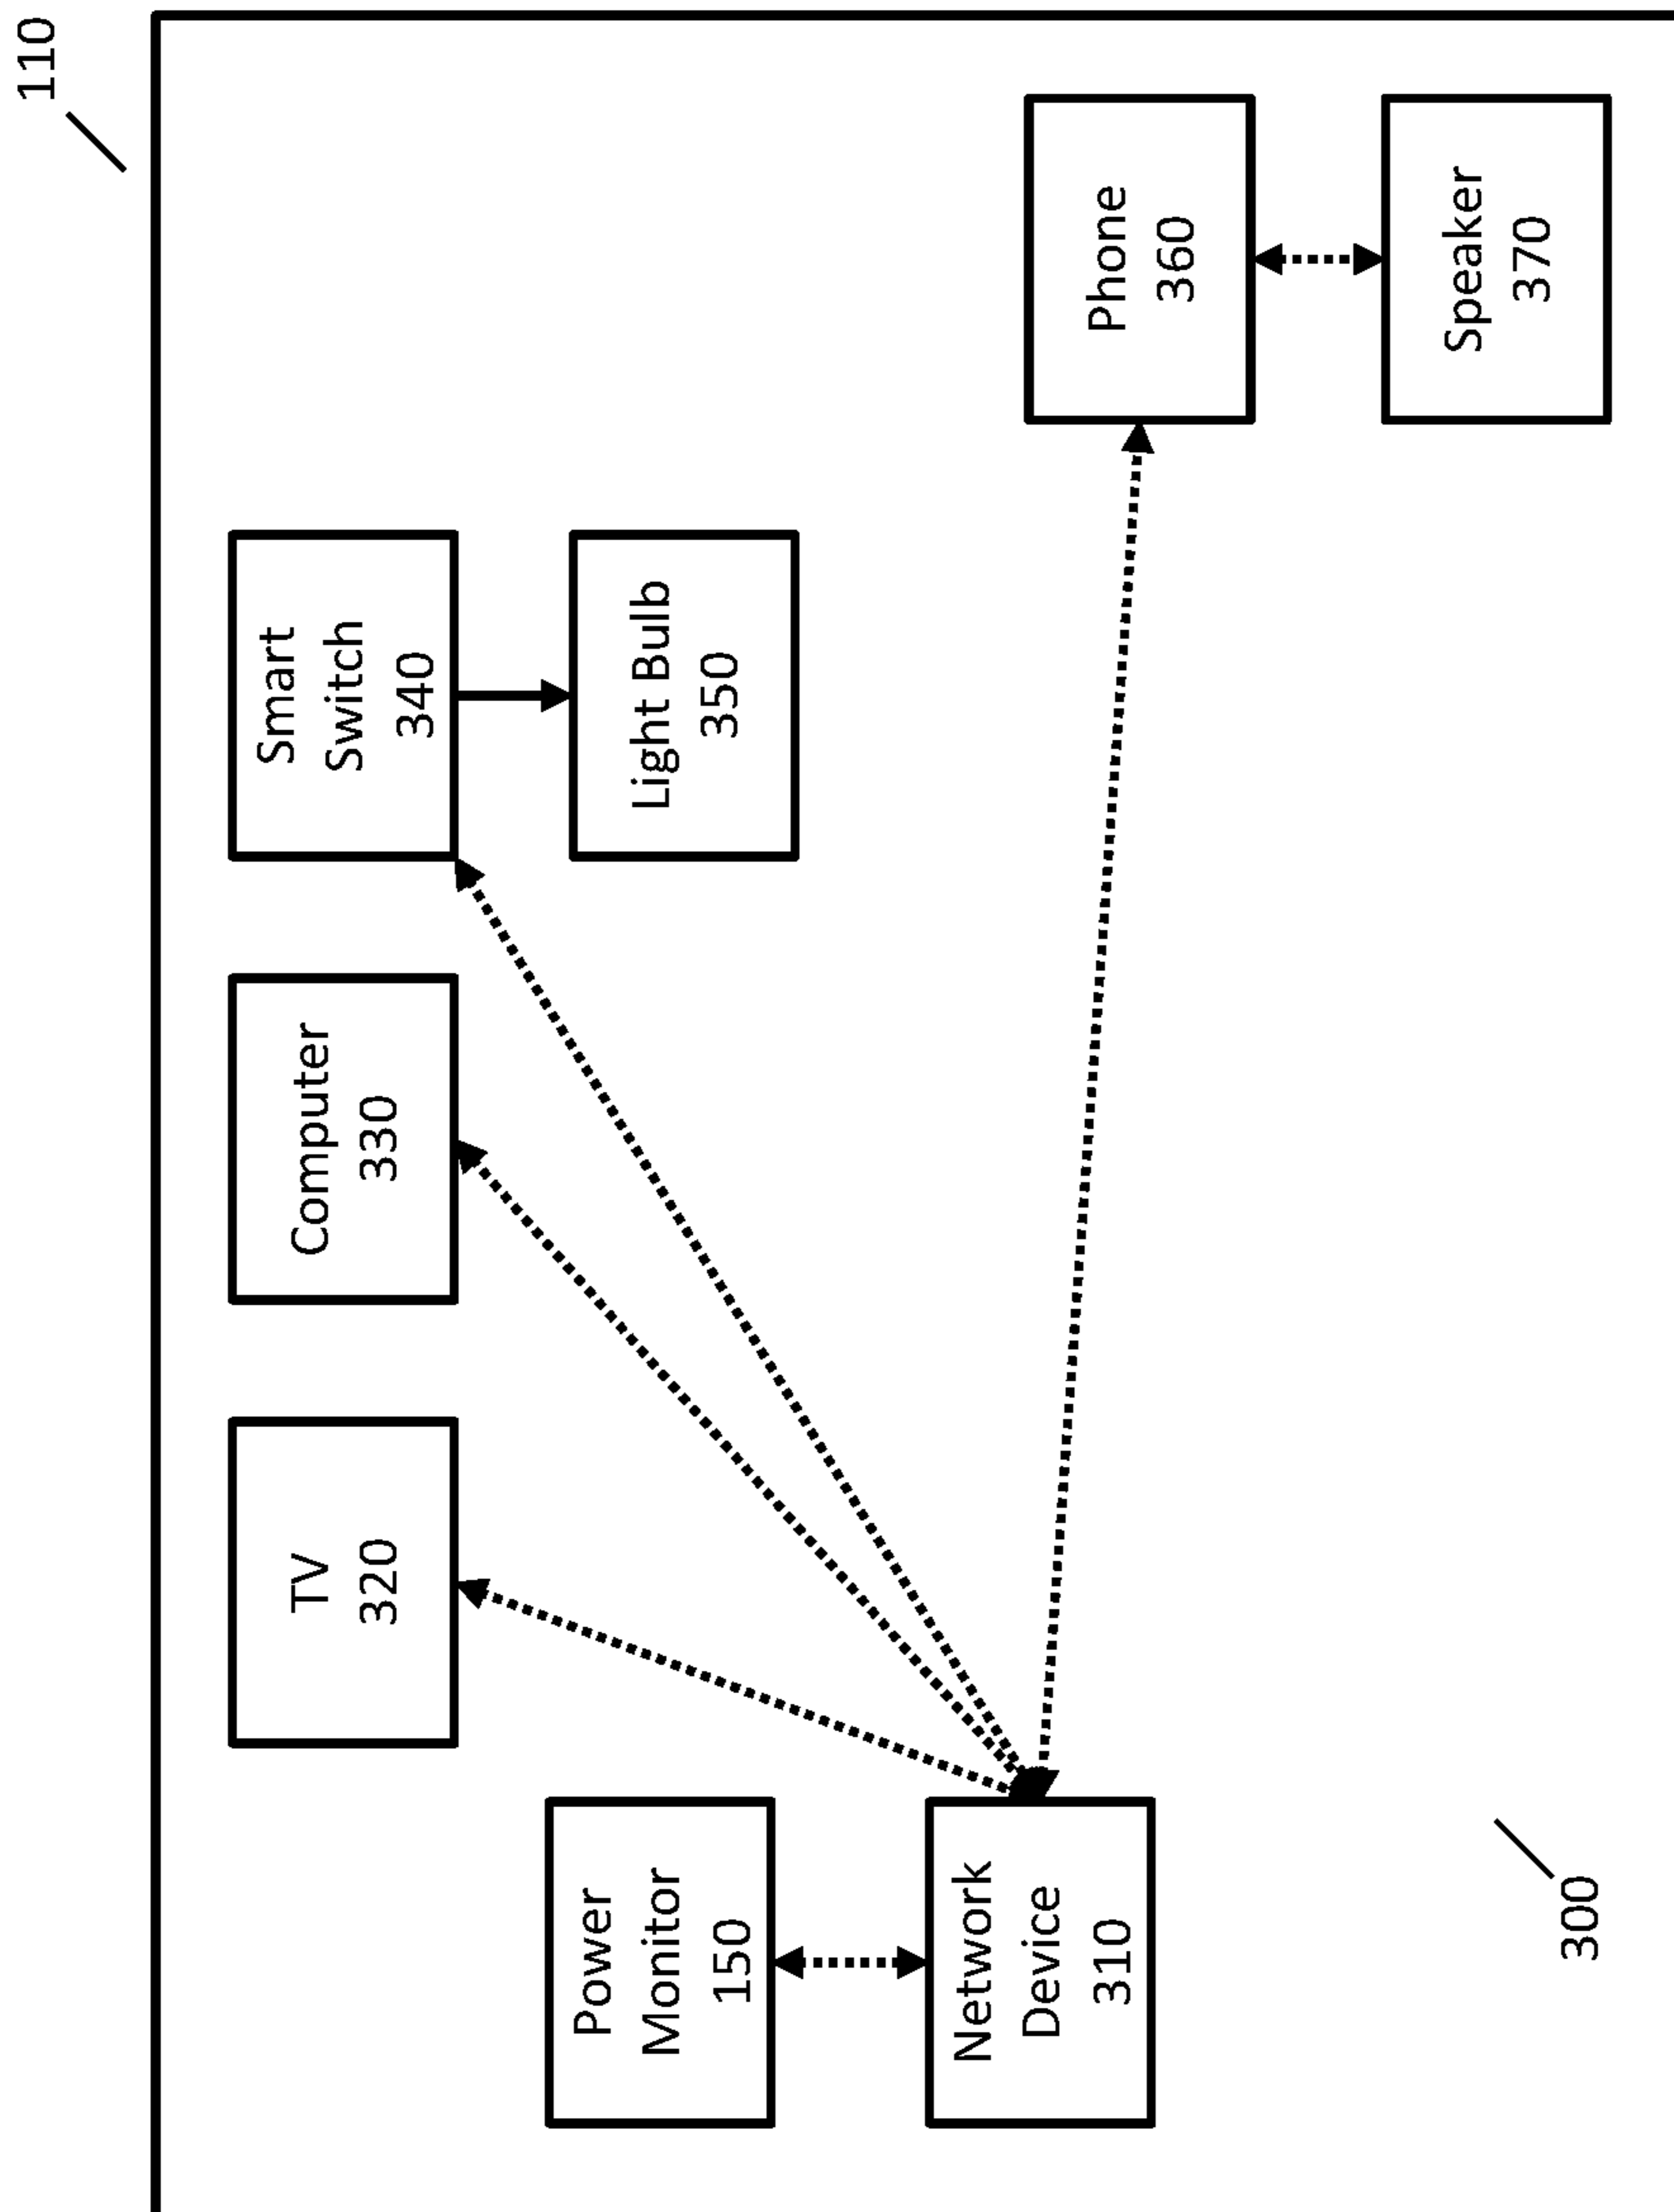 110
TV
320
Computer
330
Smart
Switch
340
Power
Monitor
150
Light Bulb
350
Network
Device
310
Phone
360
Speaker
370
300